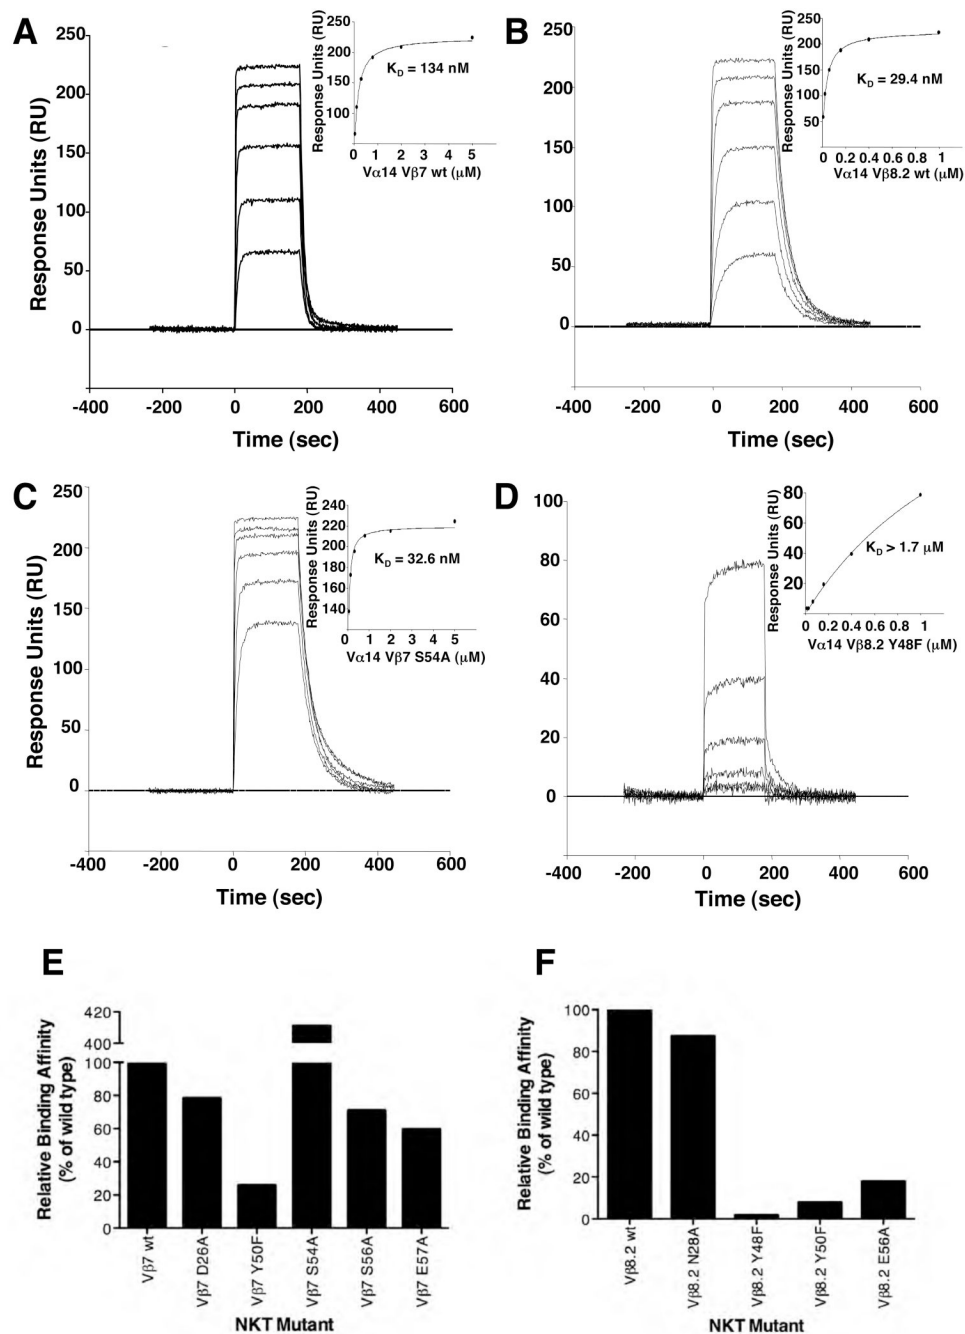 A
Response Units (RU)
250
200
150
100
50
0
-400 -200 0 200 400 600
Time (sec)
Response Units (RU)
250
200
150
100
K_D = 134 nM
0 1 2 3 4 5
Vα14 Vβ7 wt (μM)
B
250
200
150
100
50
0
-400 -200 0 200 400 600
Time (sec)
Response Units (RU)
250
200
150
100
50
K_D = 29.4 nM
0 0.2 0.4 0.6 0.8 1
Vα14 Vβ8.2 wt (μM)
C
Response Units (RU)
250
200
150
100
50
0
-400 -200 0 200 400 600
Time (sec)
Response Units (RU)
240
220
200
180
160
140
K_D = 32.6 nM
0 1 2 3 4 5
Vα14 Vβ7 S54A (μM)
D
100
80
60
40
20
0
-400 -200 0 200 400 600
Time (sec)
Response Units (RU)
80
60
40
20
K_D > 1.7 μM
0 0.2 0.4 0.6 0.8 1
Vα14 Vβ8.2 Y48F (μM)
E
Relative Binding Affinity
(% of wild type)
420
400
100
80
60
40
20
0
Vβ7 wt
Vβ7 D26A
Vβ7 Y50F
Vβ7 S54A
Vβ7 S56A
Vβ7 E57A
NKT Mutant
F
Relative Binding Affinity
(% of wild type)
100
80
60
40
20
0
Vβ8.2 wt
Vβ8.2 N28A
Vβ8.2 Y48F
Vβ8.2 Y50F
Vβ8.2 E56A
NKT Mutant